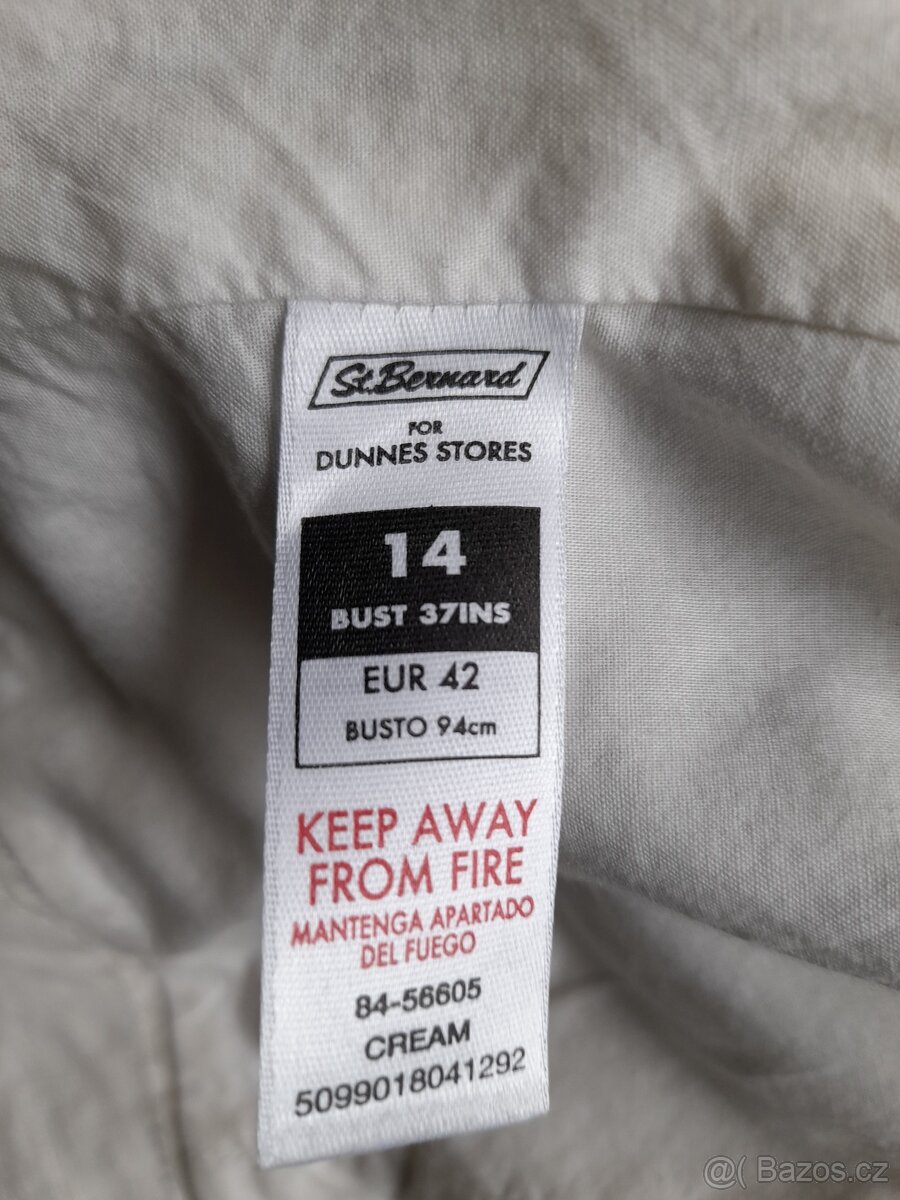 St.Bernard
FOR
DUNNES STORES
14
BUST 37INS
EUR 42
BUSTO 94cm
KEEP AWAY
FROM FIRE
MANTENGA APARTADO
DEL FUEGO
84-56605
CREAM
5099018041292
@( Bazos.cz